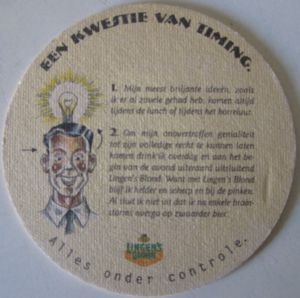 EEN KWESTIE VAN TIMING.
1. Mijn meest briljante ideeën, zoals
ik er al zovele gehad heb, komen altijd
tijdens de lunch of tijdens het borreluur.
2. Om mijn onovertroffen genialiteit
tot zijn volledige recht te kunnen laten
komen drink ik overdag en aan het be-
gin van de avond uiteraard uitsluitend
Lingen's Blond. Want met Lingen's Blond
blijf ik helder en scherp en bij de pinken.
Al sluit ik niet uit dat ik na enkele brain-
storms overga op zwaarder bier.
LINGEN'S
BLOND
Alles onder controle.